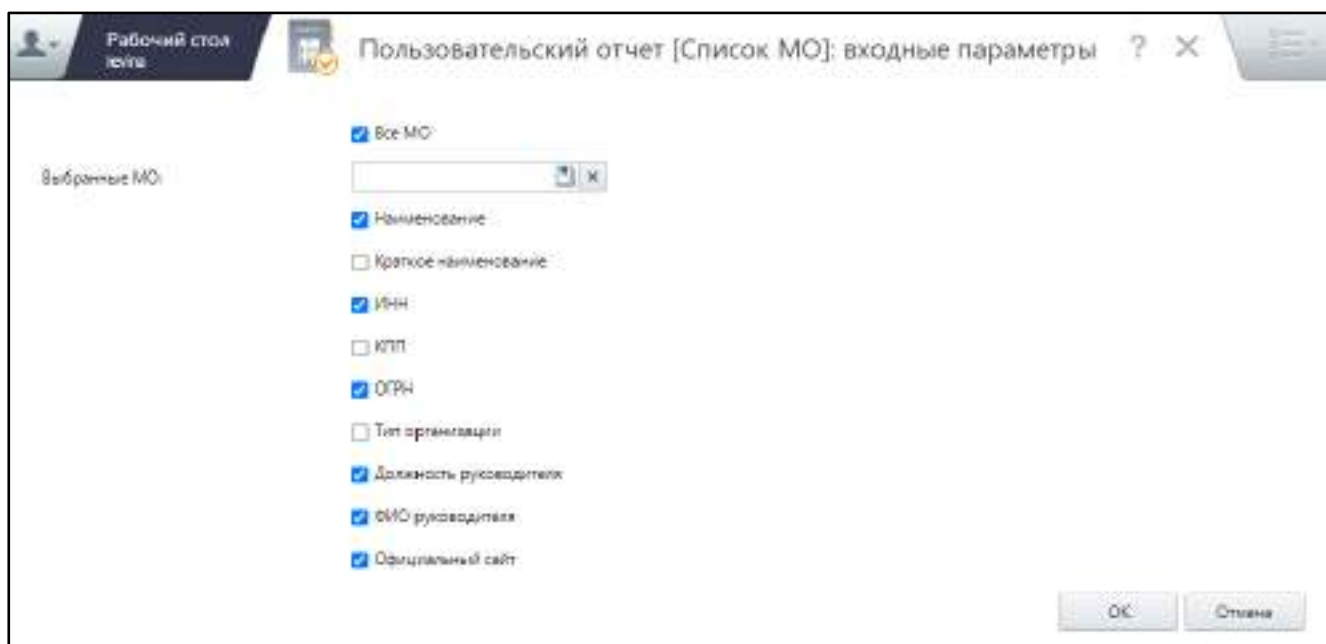 Рабочий стол
revira
Пользовательский отчет [Список МО]: входные параметры ?
Все МО
Выбранные МО:
Наименование
Краткое наименование
ИНН
КПП
ОГРН
Тип организации
Должность руководителя
ФИО руководителя
Официальный сайт
ОК
Отмена